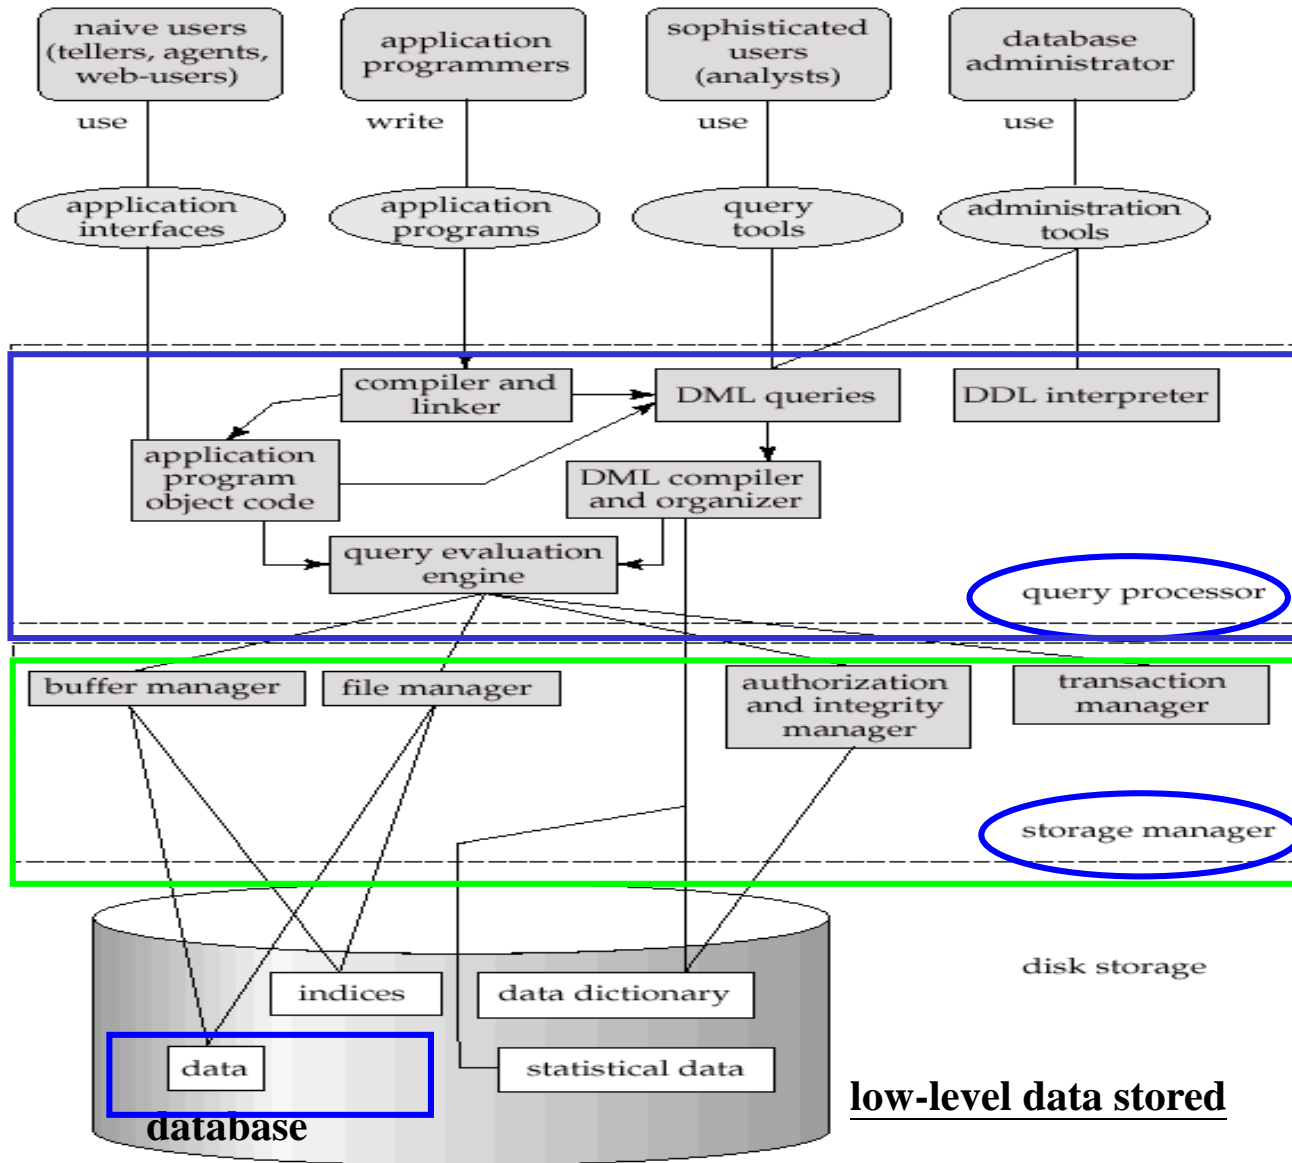 naive users
(tellers, agents,
web-users)
application
programmers
sophisticated
users
(analysts)
database
administrator
use
write
use
use
application
interfaces
application
programs
query
tools
administration
tools
compiler and
linker
DML queries
DDL interpreter
application
program
object code
DML compiler
and organizer
query evaluation
engine
query processor
buffer manager
file manager
authorization
and integrity
manager
transaction
manager
storage manager
disk storage
indices
data dictionary
data
statistical data
low-level data stored
database